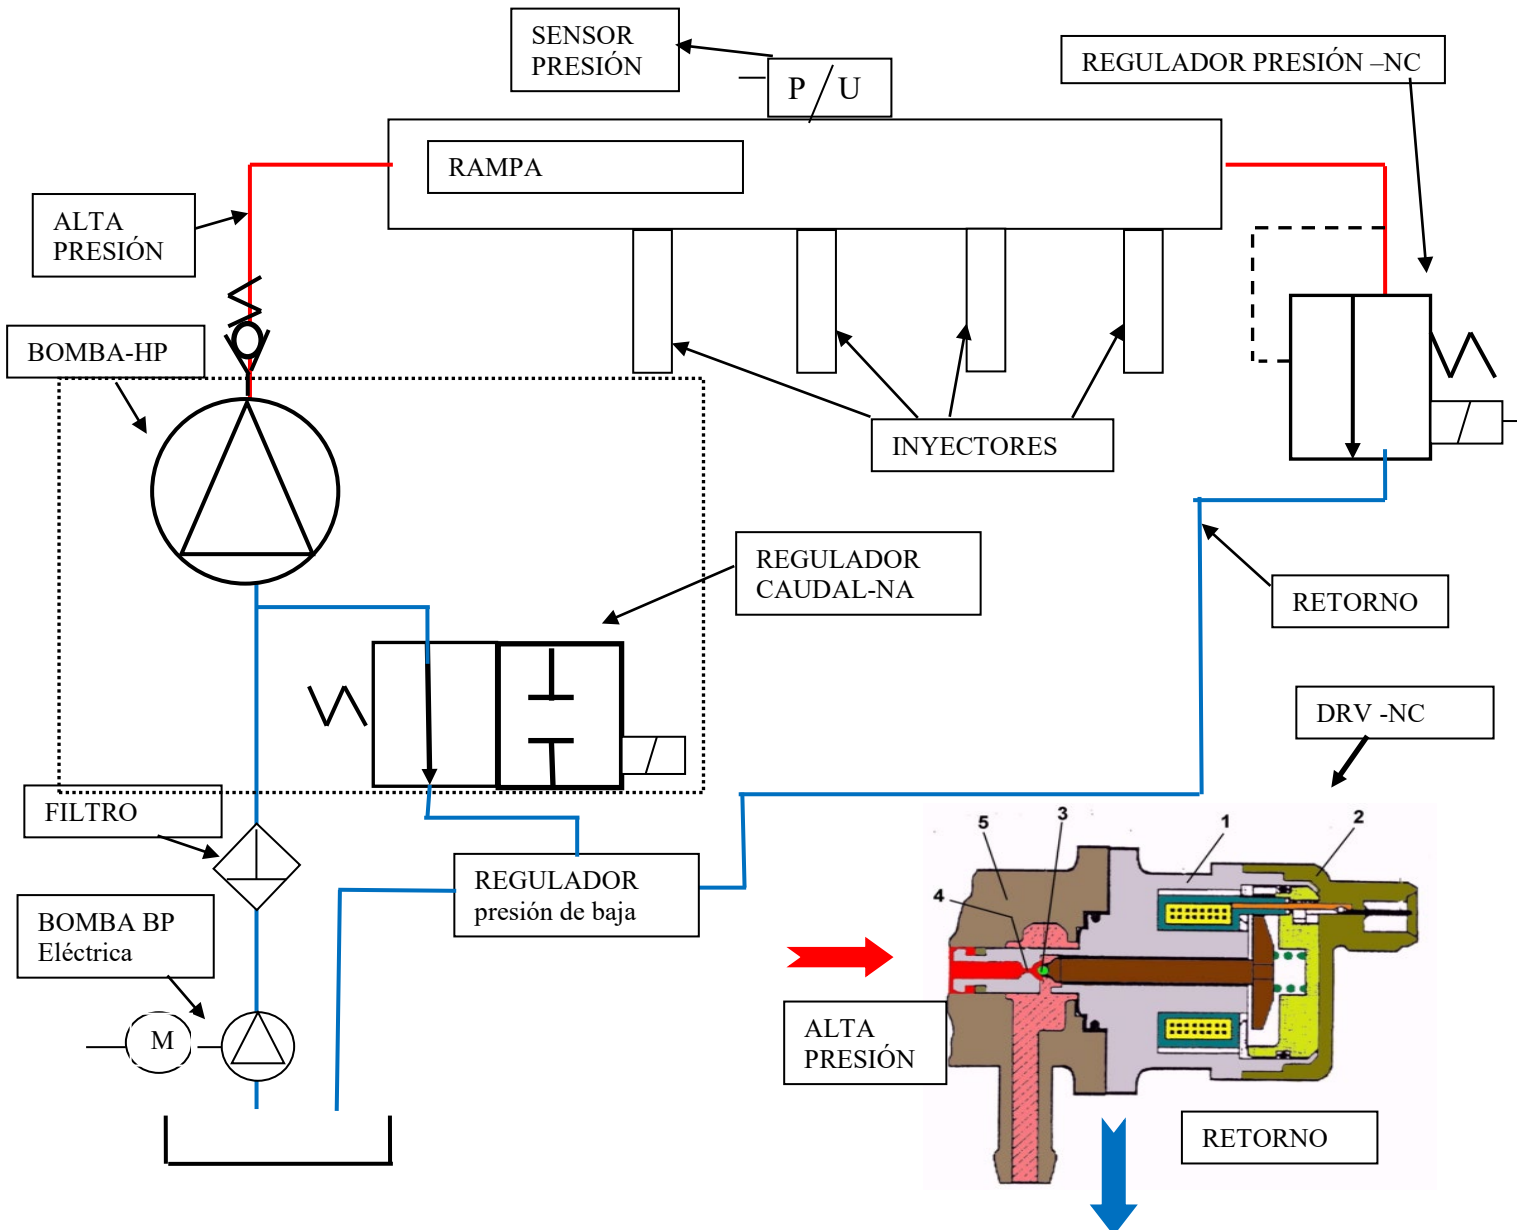 SENSOR
PRESIÓN
REGULADOR PRESIÓN –NC
P / U
RAMPA
ALTA
PRESIÓN
BOMBA-HP
INYECTORES
REGULADOR
CAUDAL-NA
RETORNO
DRV -NC
FILTRO
REGULADOR
presión de baja
BOMBA BP
Eléctrica
M
5
3
1
2
4
ALTA
PRESIÓN
RETORNO